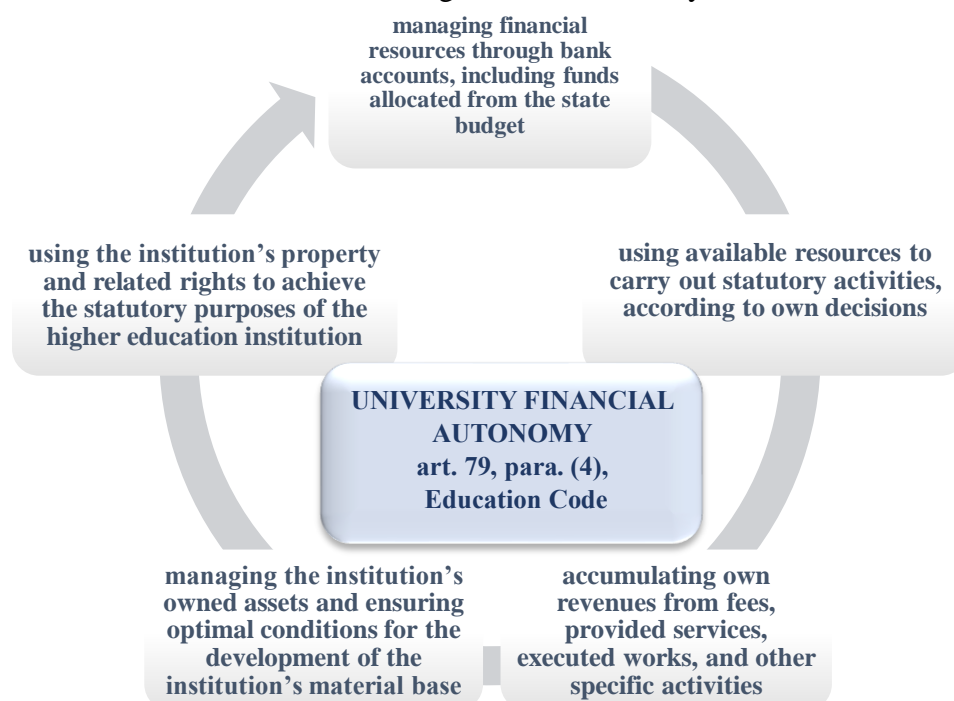 managing financial
resources through bank
accounts, including funds
allocated from the state
budget
using available resources to
carry out statutory activities,
according to own decisions
accumulating own
revenues from fees,
provided services,
executed works, and other
specific activities
managing the institution's
owned assets and ensuring
optimal conditions for the
development of the
institution's material base
using the institution's property
and related rights to achieve
the statutory purposes of the
higher education institution
UNIVERSITY FINANCIAL
AUTONOMY
art. 79, para. (4),
Education Code